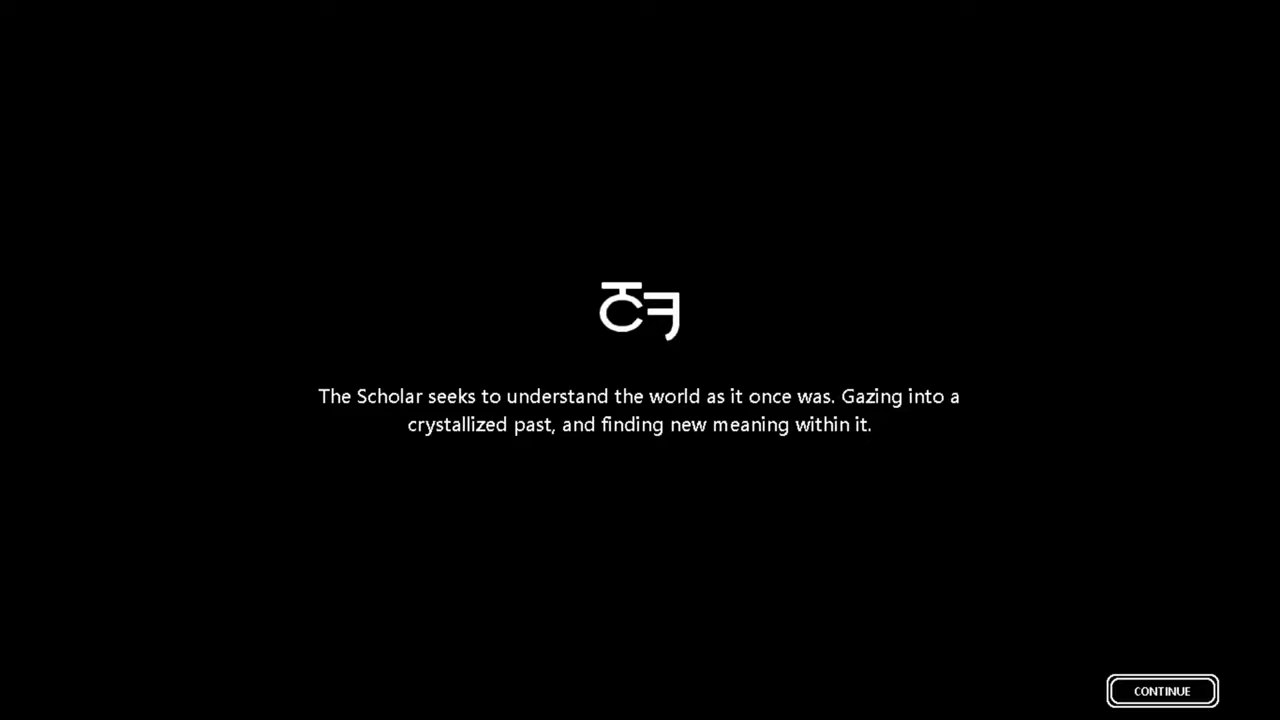 The Scholar seeks to understand the world as it once was. Gazing into a
crystallized past, and finding new meaning within it.
CONTINUE